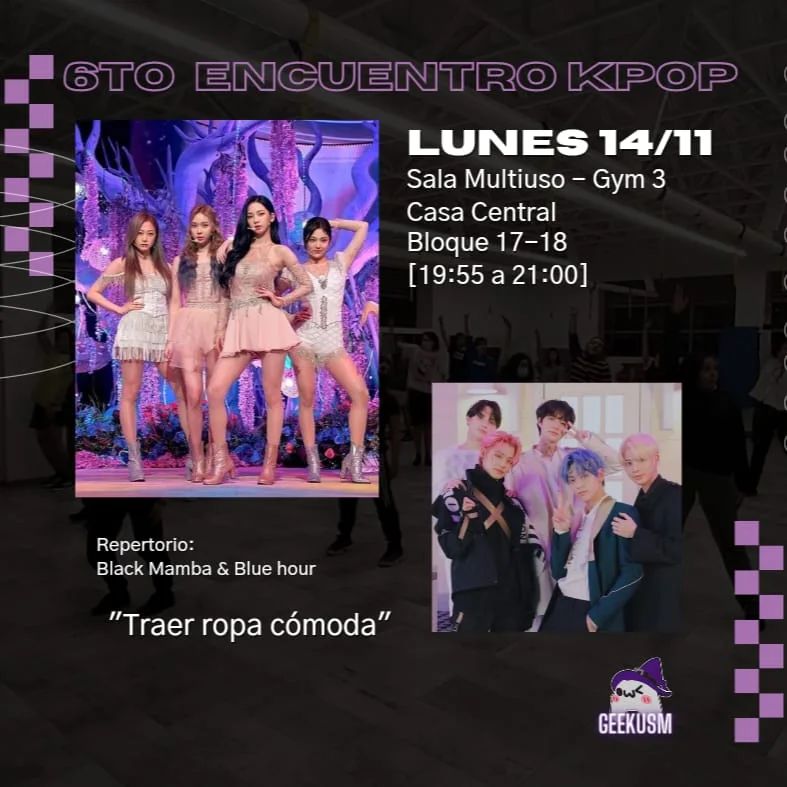 6TO ENCUENTRO KPOP
LUNES 14/11
Sala Multiuso - Gym 3
Casa Central
Bloque 17-18
[19:55 a 21:00]
Repertorio:
Black Mamba & Blue hour
"Traer ropa cómoda"
owc
GEEKUSM